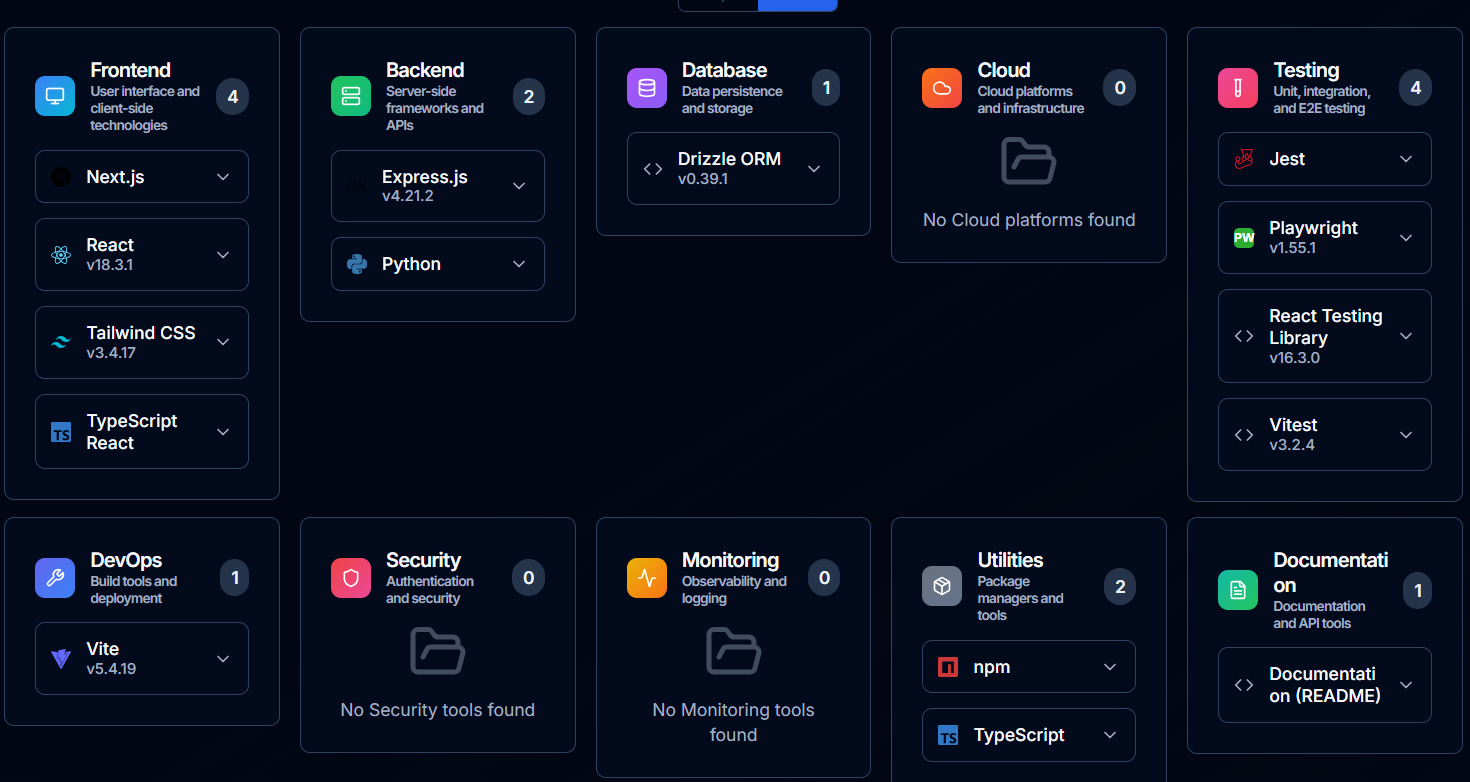 Frontend
User interface and
client-side
technologies
4
Next.js
React
v18.3.1
Tailwind CSS
v3.4.17
TS
TypeScript
React
Backend
Server-side
frameworks and
APIs
2
ex
Express.js
v4.21.2
Python
Database
Data persistence
and storage
1
Drizzle ORM
v0.39.1
Cloud
Cloud platforms
and infrastructure
0
No Cloud platforms found
Testing
Unit, integration,
and E2E testing
4
Jest
PW
Playwright
v1.55.1
React Testing
Library
v16.3.0
Vitest
v3.2.4
DevOps
Build tools and
deployment
1
Vite
v5.4.19
Security
Authentication
and security
0
No Security tools found
Monitoring
Observability and
logging
0
No Monitoring tools
found
Utilities
Package
managers and
tools
2
npm
TS
TypeScript
Documentati
on
Documentation
and API tools
1
Documentati
on (README)